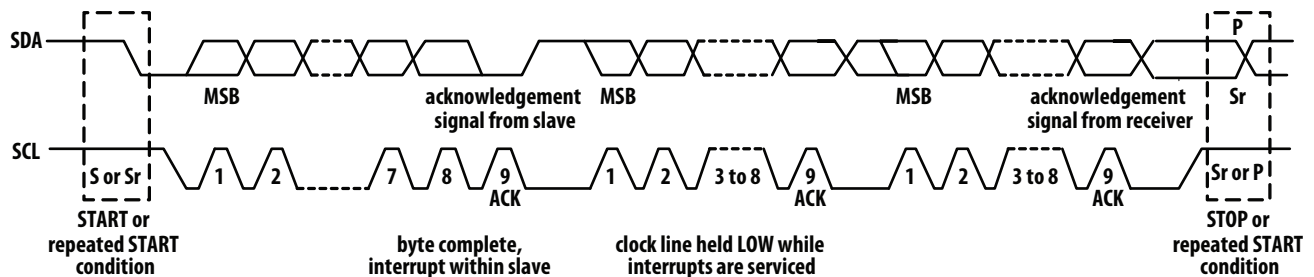 P
SDA
MSB
acknowledgement
signal from slave
MSB
MSB
acknowledgement
signal from receiver
Sr
SCL
S or Sr
1 2 7 8 9 1 2 3 to 8 9 1 2 3 to 8 9
Sr or P
ACK ACK ACK
START or
repeated START
condition
byte complete,
interrupt within slave
clock line held LOW while
interrupts are serviced
STOP or
repeated START
condition